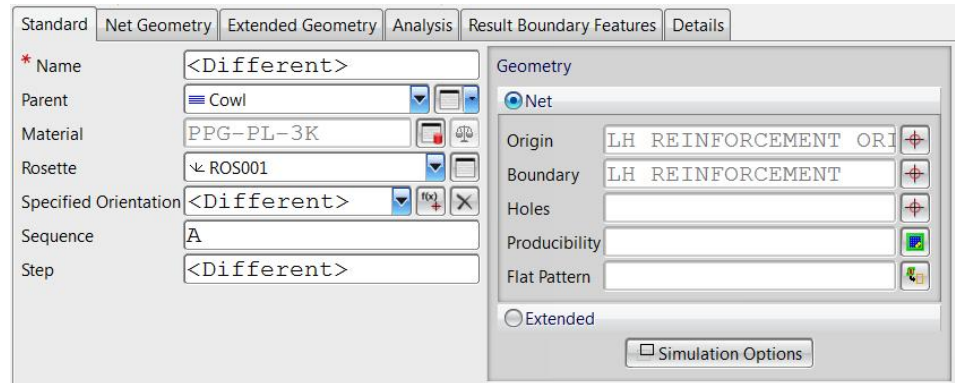 Standard Net Geometry Extended Geometry Analysis Result Boundary Features Details
* Name <Different>
Parent Cowl
Material PPG-PL-3K
Rosette ROS001
Specified Orientation <Different> f(x)
Sequence A
Step <Different>
Geometry
Net
Origin LH REINFORCEMENT ORI
Boundary LH REINFORCEMENT
Holes
Producibility
Flat Pattern
Extended
Simulation Options